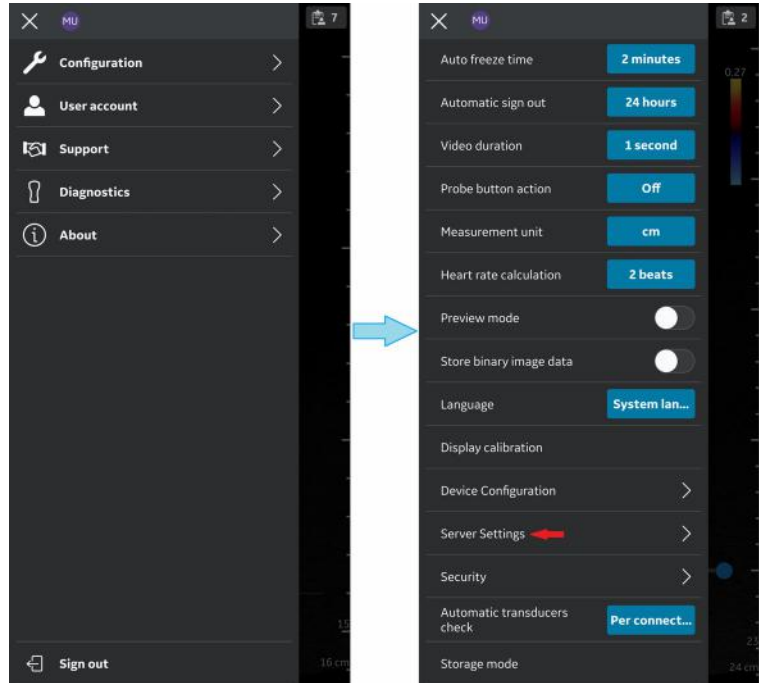 MU
7
Configuration
User account
Support
Diagnostics
About
15
16 cm
Sign out
MU
2
Auto freeze time
2 minutes
0.27
Automatic sign out
24 hours
Video duration
1 second
Probe button action
Off
Measurement unit
cm
Heart rate calculation
2 beats
Preview mode
Store binary image data
Language
System lan...
Display calibration
Device Configuration
Server Settings
Security
Automatic transducers
check
Per connect...
23
24 cm
Storage mode